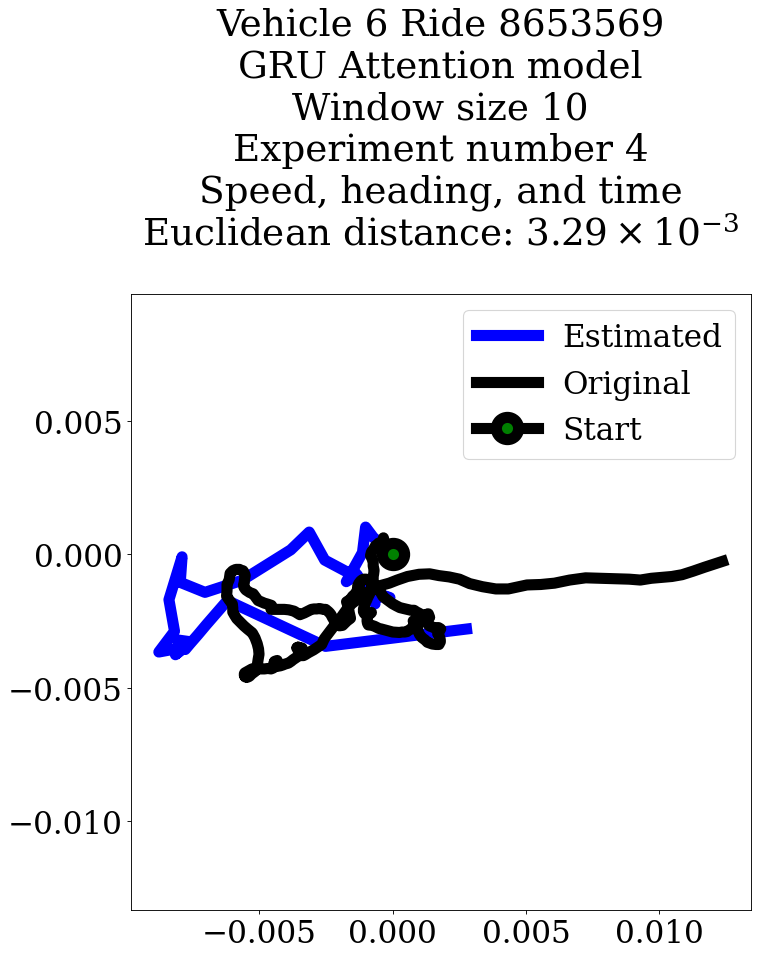 Vehicle 6 Ride 8653569
GRU Attention model
Window size 10
Experiment number 4
Speed, heading, and time
Euclidean distance: 3.29 × 10⁻³
Estimated
Original
Start
0.005
0.000
−0.005
−0.010
−0.005 0.000 0.005 0.010